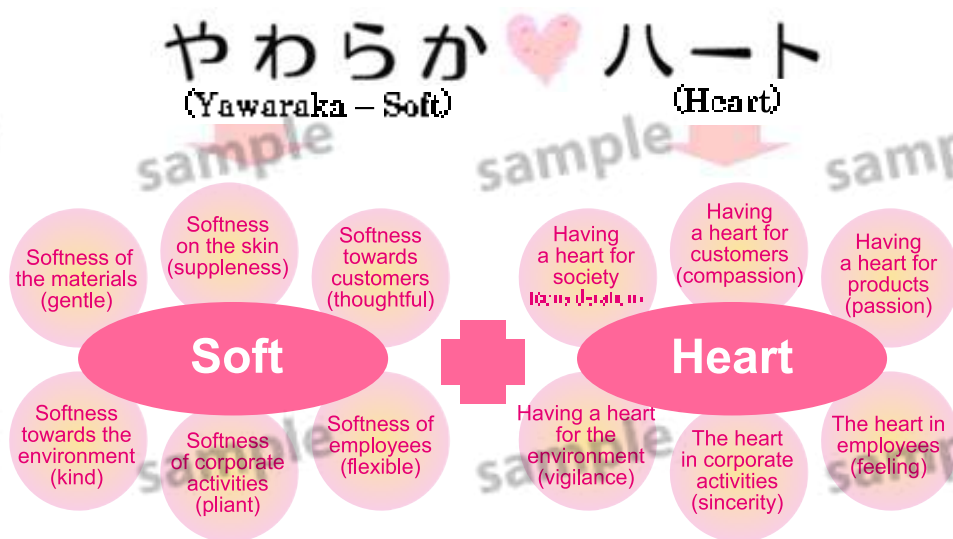 やわらか ハート
(Yawaraka – Soft)
(Heart)
sample
sample
sample
Softness of
the materials
(gentle)
Softness
on the skin
(suppleness)
Softness
towards
customers
(thoughtful)
Having
a heart for
society
Having
a heart for
customers
(compassion)
Having
a heart for
products
(passion)
Soft
Heart
Softness
towards the
environment
(kind)
Softness
of corporate
activities
(pliant)
Softness of
employees
(flexible)
Having a heart
for the
environment
(vigilance)
The heart
in corporate
activities
(sincerity)
The heart in
employees
(feeling)
sample
sample
sample